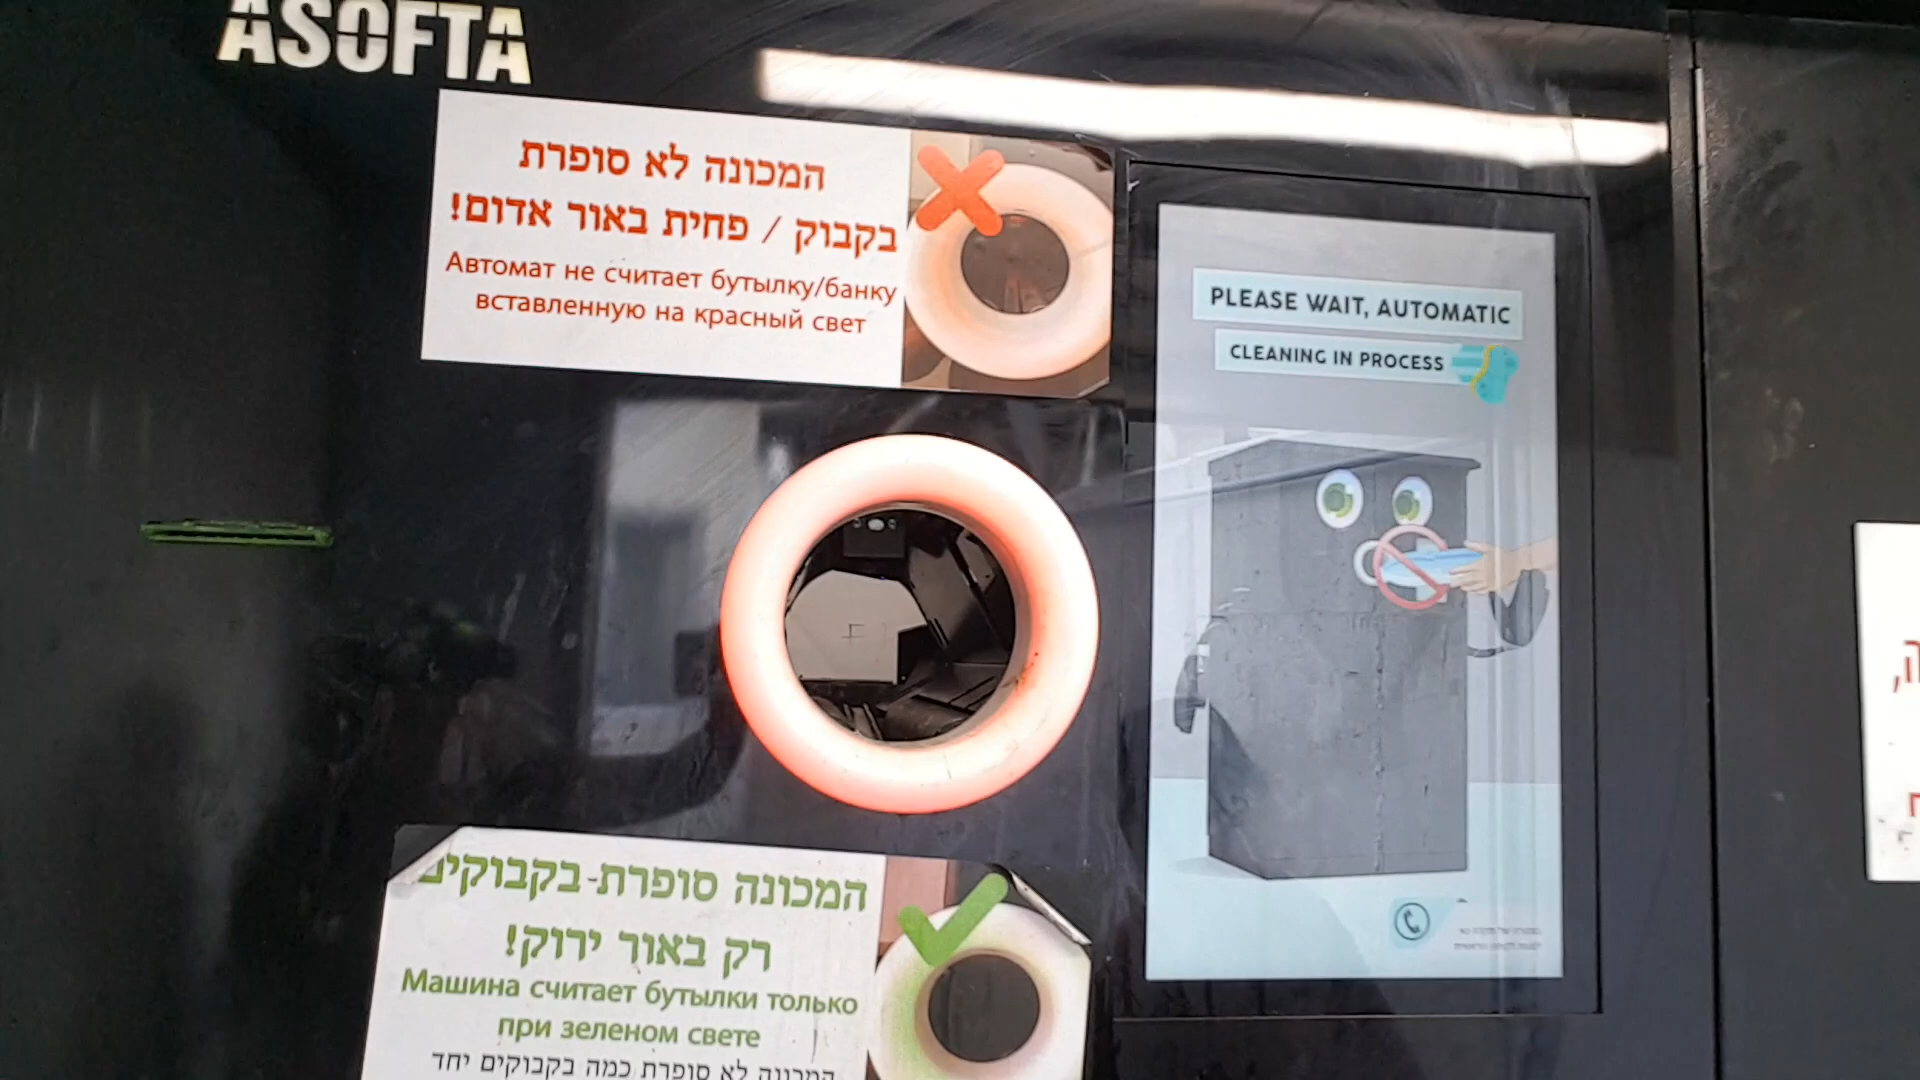 ASOFTA
המכונה לא סופרת
בקבוק / פחית באור אדום!
Автомат не считает бутылку/банку
вставленную на красный свет
PLEASE WAIT, AUTOMATIC
CLEANING IN PROCESS
המכונה סופרת-בקבוקים
רק באור ירוק!
Машина считает бутылки только
при зеленом свете
המכונה לא סופרת כמה בקבוקים יחד